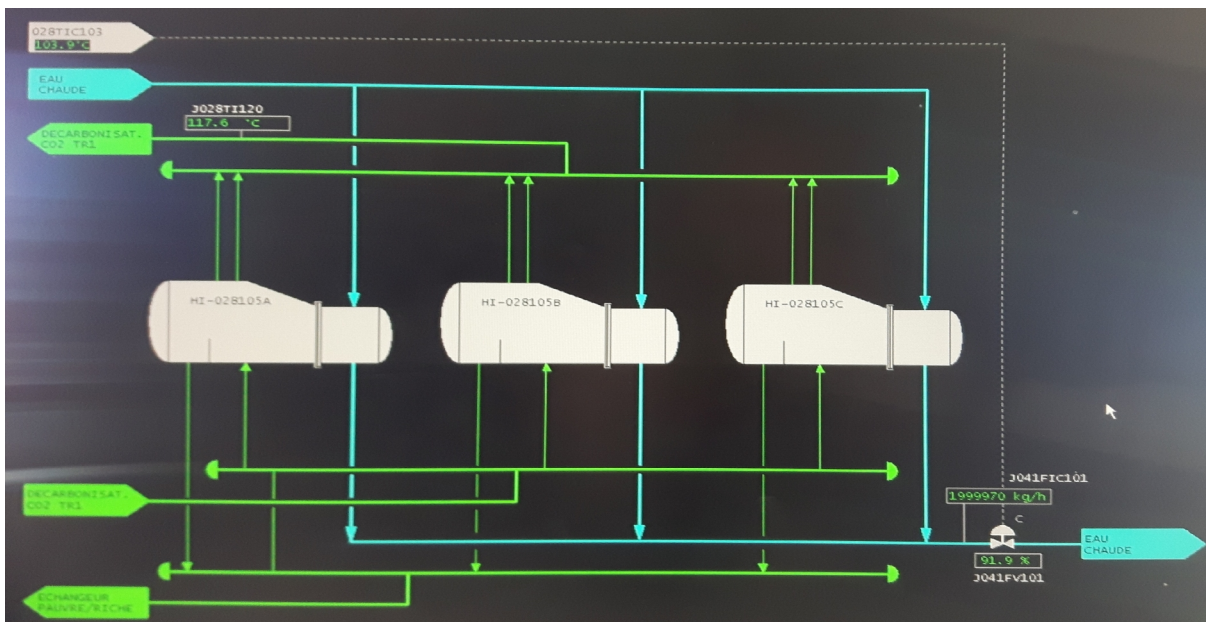 028TIC103
103.9°C
EAU
CHAUDE
J028TI120
117.6 °C
DECARBONISAT.
CO2 TR1
HI-028105A
HI-028105B
HI-028105C
DECARBONISAT.
CO2 TR1
J041FIC101
1999970 kg/h
C
EAU
CHAUDE
91.9 %
J041FV101
ECHANGEUR
PAUVRE/RICHE